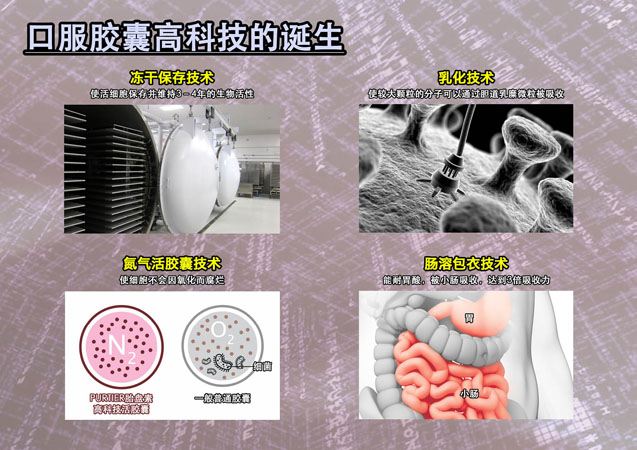 口服胶囊高科技的诞生
冻干保存技术
使活细胞保存并维持3-4年的生物活性
乳化技术
使较大颗粒的分子可以通过胆道乳糜微粒被吸收
氮气活胶囊技术
使细胞不会因氧化而腐烂
N2
O2
细菌
PURTIER胎盘素
高科技活胶囊
一般普通胶囊
肠溶包衣技术
能耐胃酸，被小肠吸收，达到3倍吸收力
胃
小肠